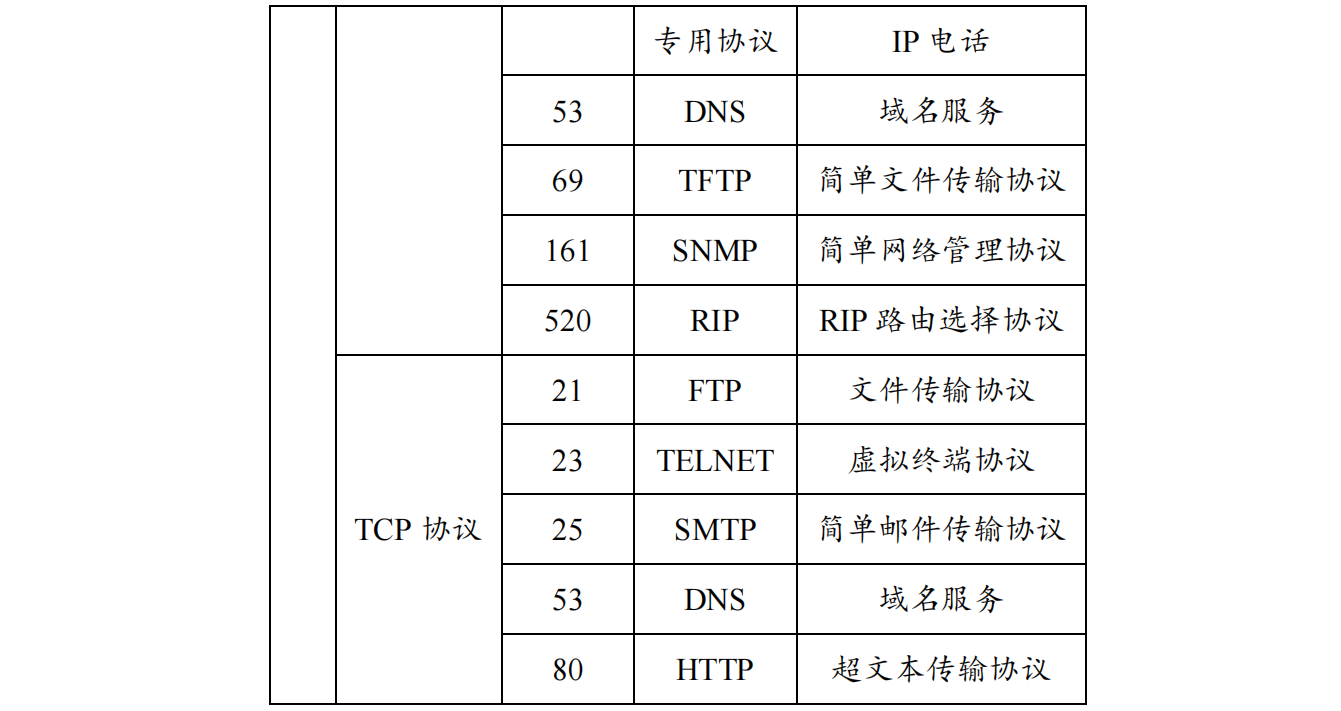 专用协议 IP 电话
53 DNS 域名服务
69 TFTP 简单文件传输协议
161 SNMP 简单网络管理协议
520 RIP RIP 路由选择协议
TCP 协议
21 FTP 文件传输协议
23 TELNET 虚拟终端协议
25 SMTP 简单邮件传输协议
53 DNS 域名服务
80 HTTP 超文本传输协议